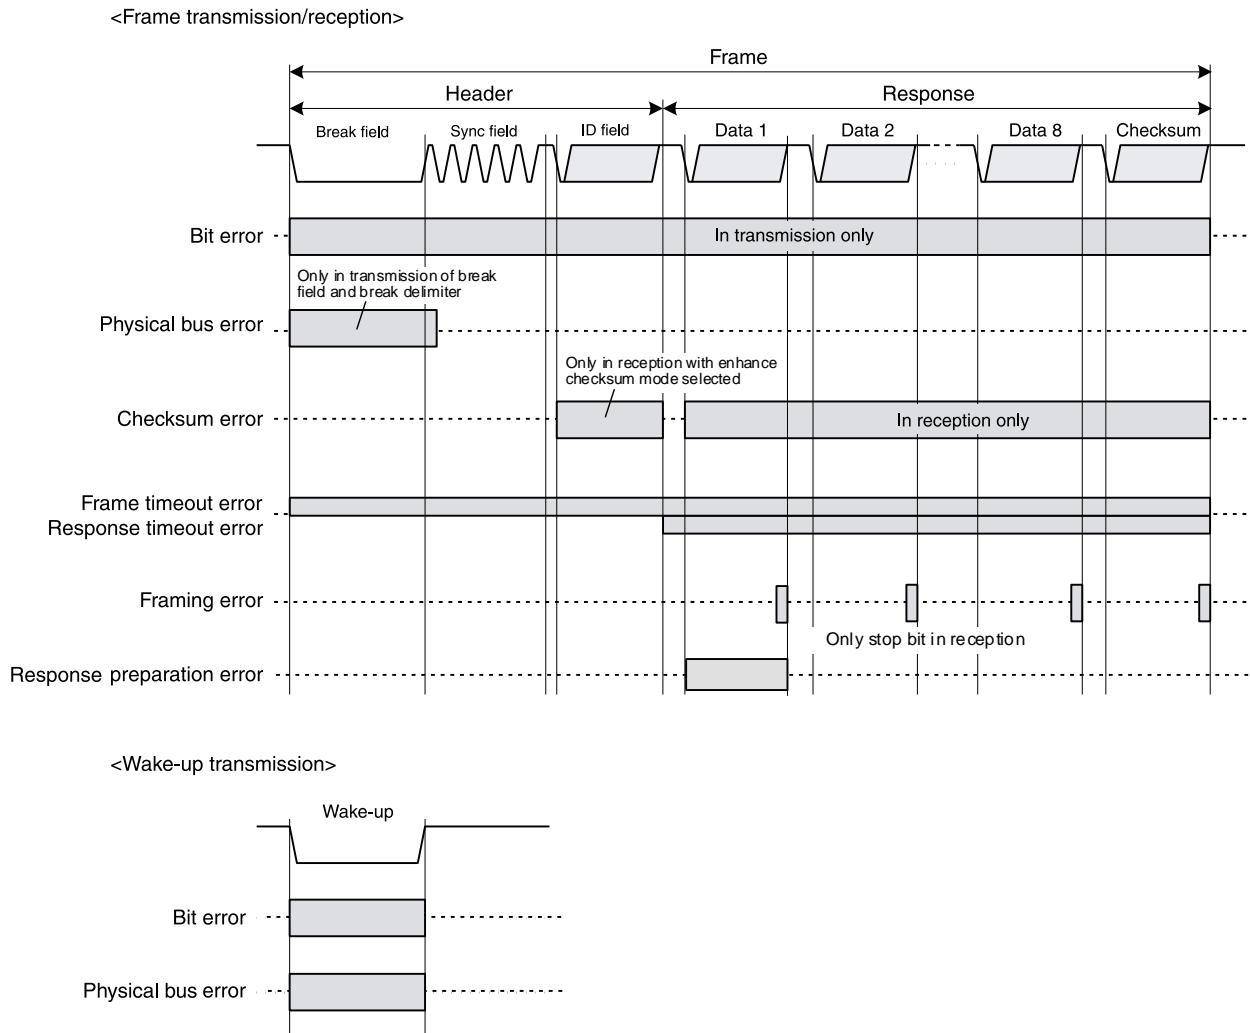 <Frame transmission/reception>
Frame
Header
Response
Break field
Sync field
ID field
Data 1
Data 2
Data 8
Checksum
Bit error
In transmission only
Only in transmission of break
field and break delimiter
Physical bus error
Only in reception with enhance
checksum mode selected
Checksum error
In reception only
Frame timeout error
Response timeout error
Framing error
Only stop bit in reception
Response preparation error
<Wake-up transmission>
Wake-up
Bit error
Physical bus error